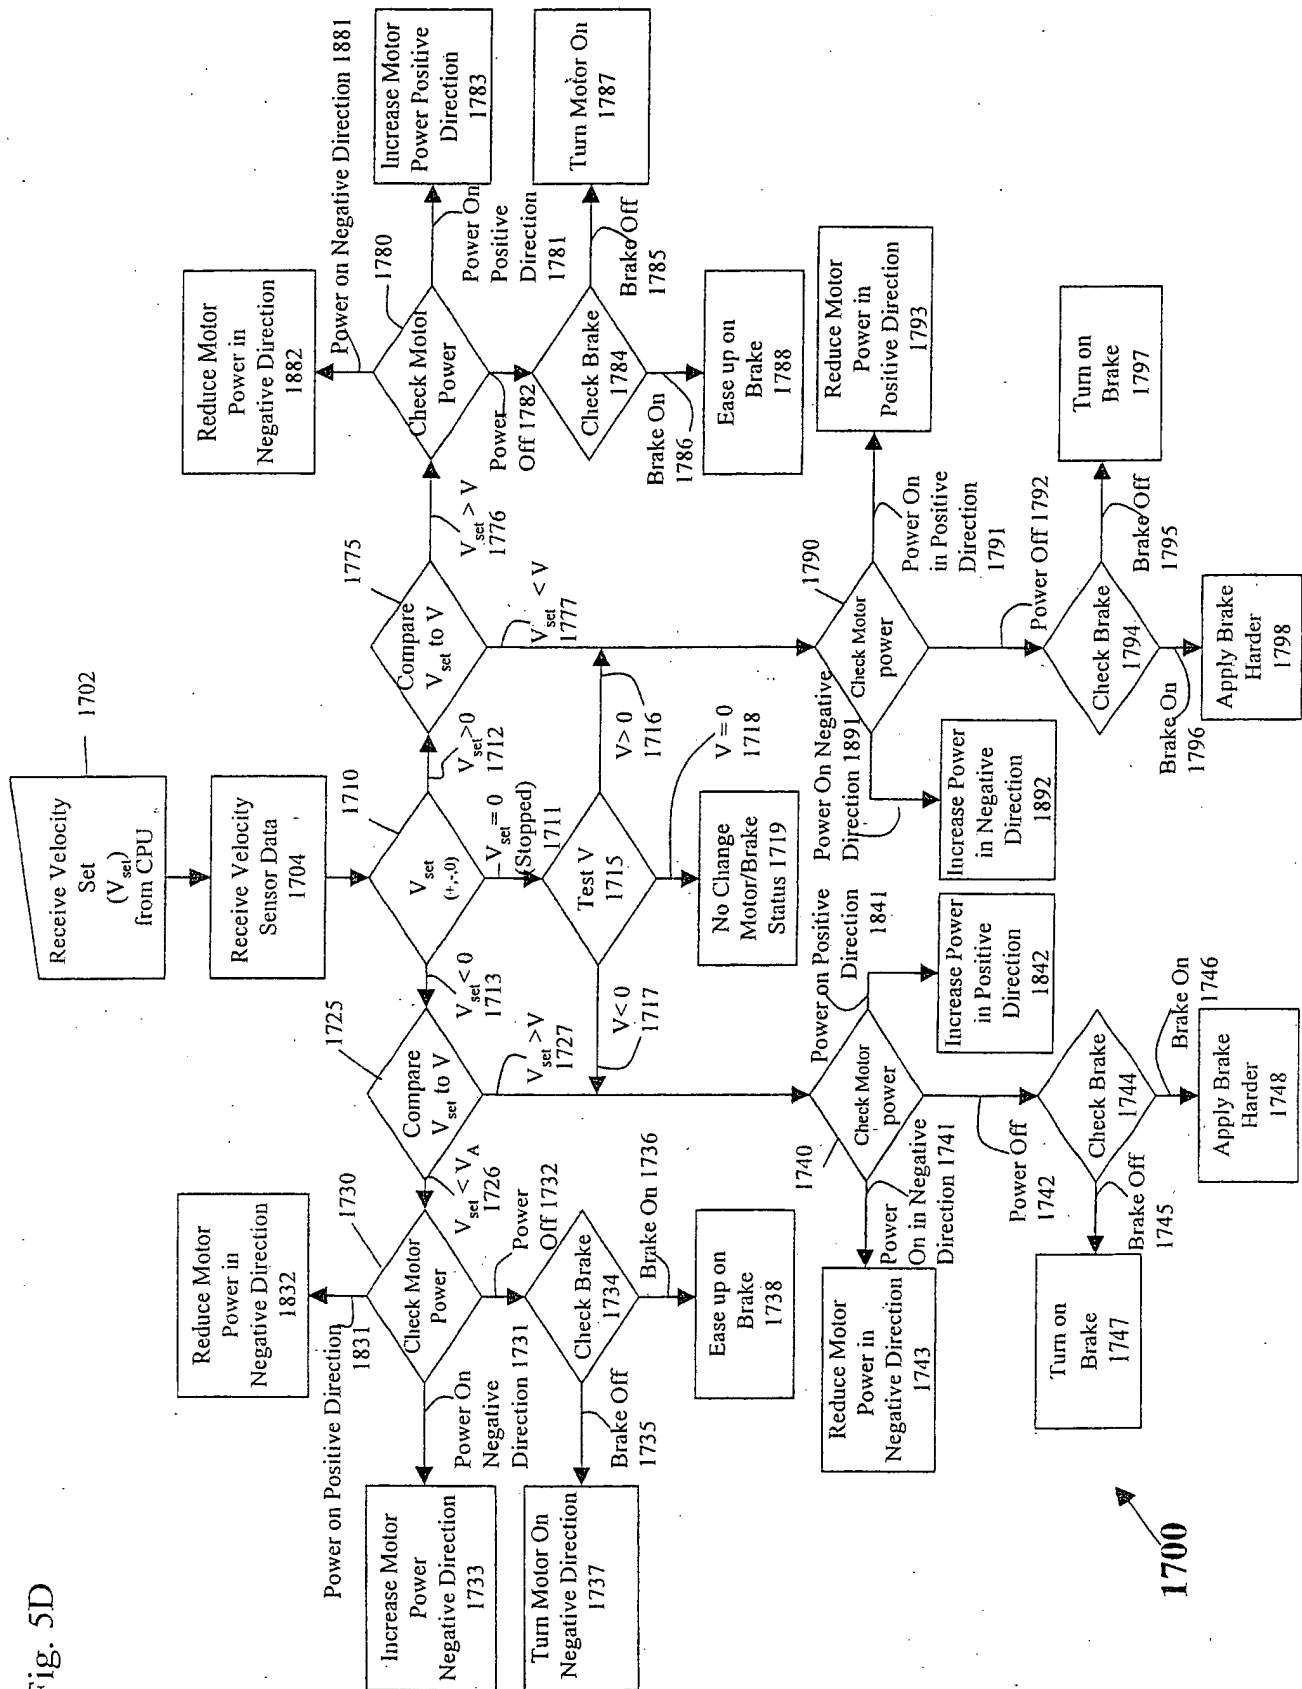 Fig. 5D
Receive Velocity
Set
(Vset)
from CPU
1702
Receive Velocity
Sensor Data
1704
Vset
(+,-,0)
1710
Vset>0
1712
Vset < 0
1713
Vset = 0
(Stopped)
1711
Compare
Vset to V
1725
Compare
Vset to V
1775
Vset < VA
1726
Vset >V
1727
Vset > V
1776
Vset < V
1777
Test V
1715
V< 0
1717
V> 0
1716
V = 0
1718
No Change
Motor/Brake
Status 1719
Reduce Motor
Power in
Negative Direction
1832
Power on Positive Direction
1831
Check Motor
Power
1730
Power On
Negative
Direction 1731
Increase Motor
Power
Negative Direction
1733
Power
Off 1732
Check Brake
1734
Brake Off
1735
Turn Motor On
Negative Direction
1737
Brake On 1736
Ease up on
Brake
1738
Reduce Motor
Power in
Negative Direction
1882
Power on Negative Direction 1881
Check Motor
Power
1780
Power On
Positive
Direction
1781
Increase Motor
Power Positive
Direction
1783
Power
Off 1782
Check Brake
1784
Brake Off
1785
Turn Motor On
1787
Brake On
1786
Ease up on
Brake
1788
Check Motor
power
1740
Power on Positive
Direction
1841
Increase Power
in Positive
Direction
1842
Power
On in Negative
Direction 1741
Reduce Motor
Power in
Negative Direction
1743
Power Off
1742
Check Brake
1744
Brake Off
1745
Turn on
Brake
1747
Brake On
1746
Apply Brake
Harder
1748
Check Motor
power
1790
Power On Negative
Direction 1891
Increase Power
in Negative
Direction
1892
Power On
in Positive
Direction
1791
Reduce Motor
Power in
Positive Direction
1793
Power Off 1792
Check Brake
1794
Brake Off
1795
Turn on
Brake
1797
Brake On
1796
Apply Brake
Harder
1798
1700